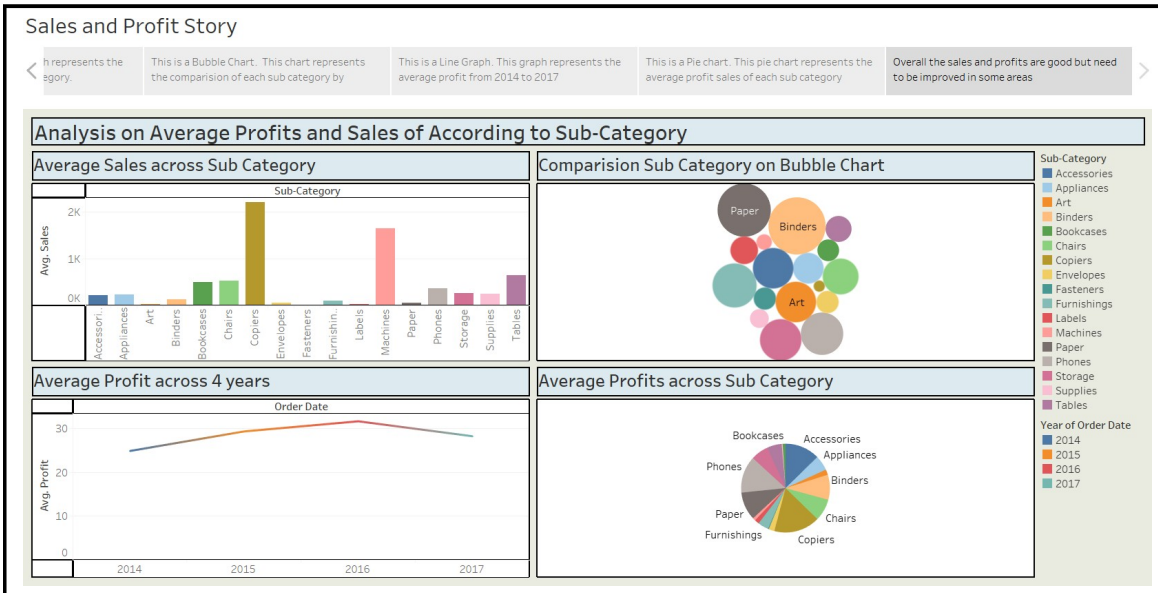 Sales and Profit Story
h represents the
egory.
This is a Bubble Chart. This chart represents
the comparision of each sub category by
This is a Line Graph. This graph represents the
average profit from 2014 to 2017
This is a Pie chart. This pie chart represents the
average profit sales of each sub category
Overall the sales and profits are good but need
to be improved in some areas
Analysis on Average Profits and Sales of According to Sub-Category
Average Sales across Sub Category
Sub-Category
Avg. Sales
2K
1K
0K
Accessori..
Appliances
Art
Binders
Bookcases
Chairs
Copiers
Envelopes
Fasteners
Furnishin..
Labels
Machines
Paper
Phones
Storage
Supplies
Tables
Comparision Sub Category on Bubble Chart
Paper
Binders
Art
Average Profit across 4 years
Order Date
Avg. Profit
30
20
10
0
2014
2015
2016
2017
Average Profits across Sub Category
Bookcases
Accessories
Appliances
Phones
Binders
Paper
Chairs
Furnishings
Copiers
Sub-Category
Accessories
Appliances
Art
Binders
Bookcases
Chairs
Copiers
Envelopes
Fasteners
Furnishings
Labels
Machines
Paper
Phones
Storage
Supplies
Tables
Year of Order Date
2014
2015
2016
2017